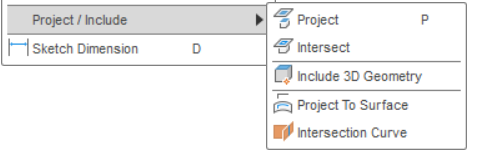 Project / Include
Sketch Dimension D
Project P
Intersect
Include 3D Geometry
Project To Surface
Intersection Curve